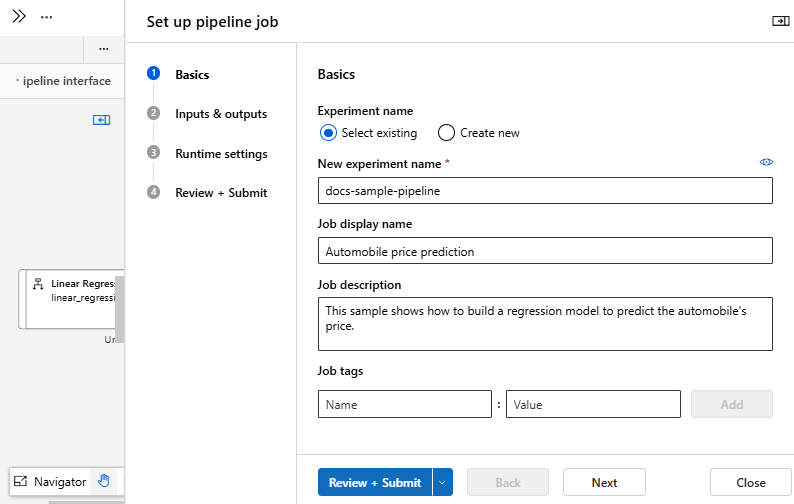 Set up pipeline job
ipeline interface
1 Basics
2 Inputs & outputs
3 Runtime settings
4 Review + Submit
Linear Regres
linear_regressi
Navigator
Basics
Experiment name
Select existing Create new
New experiment name *
docs-sample-pipeline
Job display name
Automobile price prediction
Job description
This sample shows how to build a regression model to predict the automobile's
price.
Job tags
Name : Value Add
Review + Submit Back Next Close